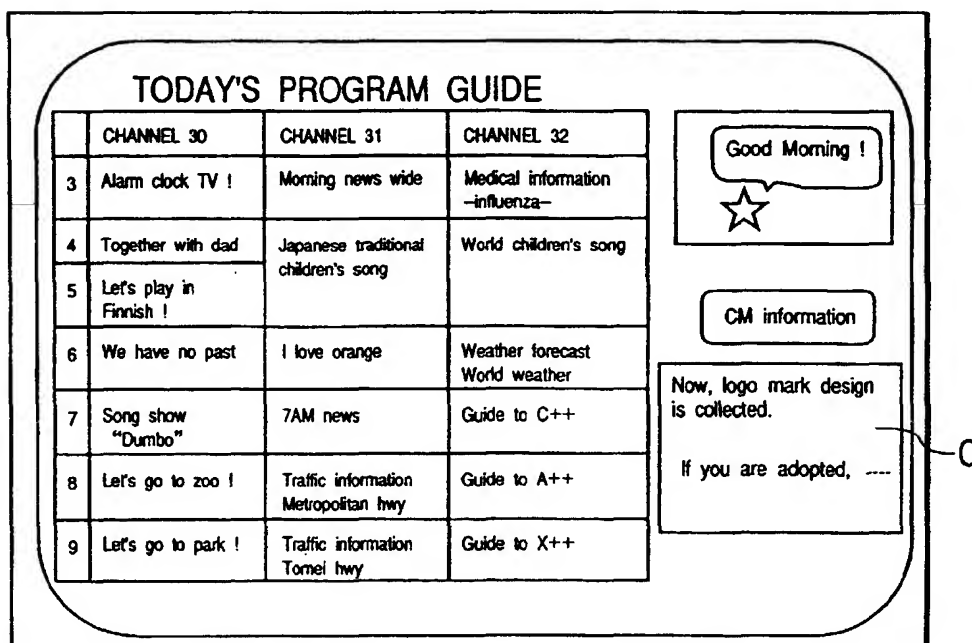 TODAY'S PROGRAM GUIDE
CHANNEL 30 CHANNEL 31 CHANNEL 32
3 Alarm clock TV ! Morning news wide Medical information
–influenza–
4 Together with dad Japanese traditional World children's song
children's song
5 Let's play in
Finnish !
6 We have no past I love orange Weather forecast
World weather
7 Song show 7AM news Guide to C++
“Dumbo”
8 Let's go to zoo ! Traffic information Guide to A++
Metropolitan hwy
9 Let's go to park ! Traffic information Guide to X++
Tomei hwy
Good Morning !
CM information
Now, logo mark design
is collected.
If you are adopted, ----